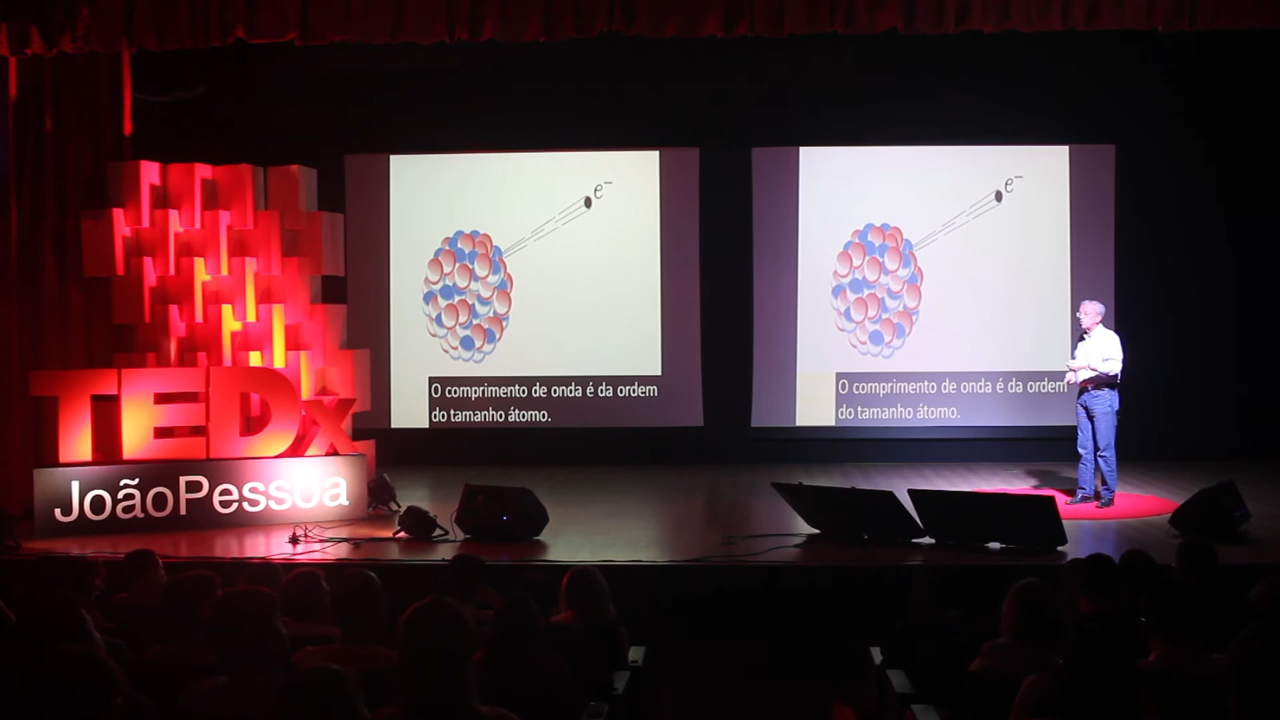 e⁻
e⁻
O comprimento de onda é da ordem
do tamanho átomo.
O comprimento de onda é da ordem
do tamanho átomo.
TEDx
JoãoPessoa